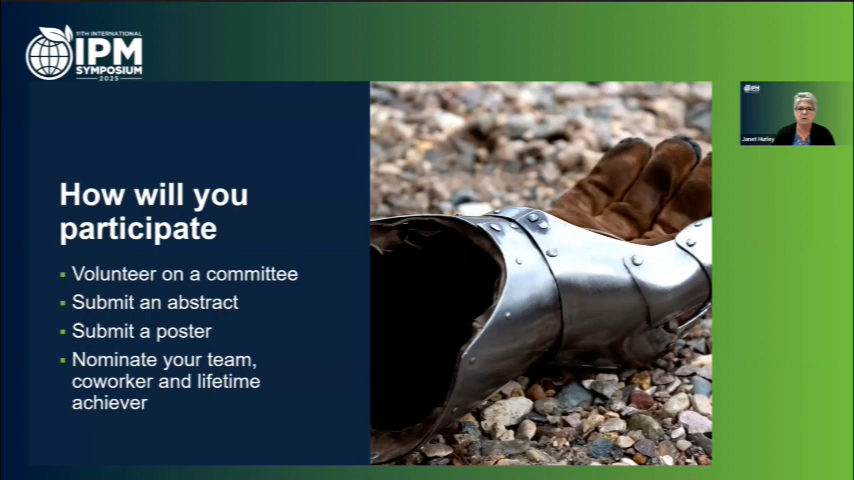 11TH INTERNATIONAL
IPM
SYMPOSIUM
2025
How will you
participate
Volunteer on a committee
Submit an abstract
Submit a poster
Nominate your team,
coworker and lifetime
achiever
IPM
Janet Hurley